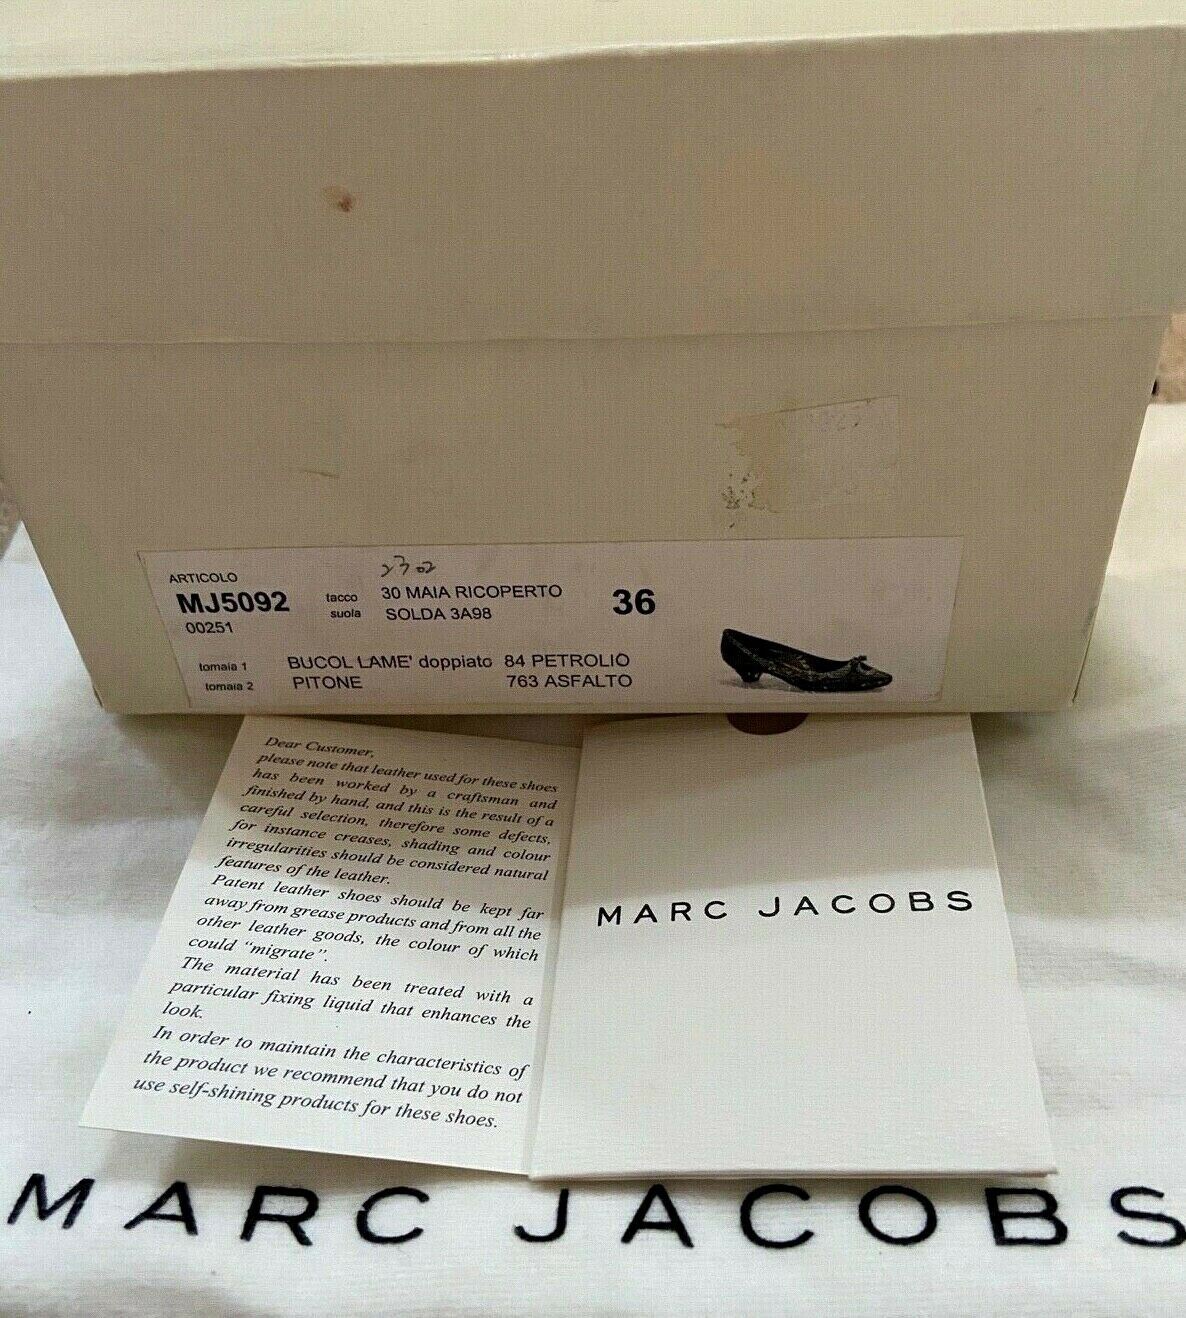 2302
ARTICOLO
MJ5092
00251
tacco 30 MAIA RICOPERTO
suola SOLDA 3A98
36
tomaia 1 BUCOL LAME' doppiato 84 PETROLIO
tomaia 2 PITONE 763 ASFALTO
Dear Customer,
please note that leather used for these shoes
has been worked by a craftsman and
finished by hand, and this is the result of a
careful selection, therefore some defects,
for instance creases, shading and colour
irregularities should be considered natural
features of the leather.
Patent leather shoes should be kept far
away from grease products and from all the
other leather goods, the colour of which
could “migrate”.
The material has been treated with a
particular fixing liquid that enhances the
look.
In order to maintain the characteristics of
the product we recommend that you do not
use self-shining products for these shoes.
MARC JACOBS
MARC JACOBS